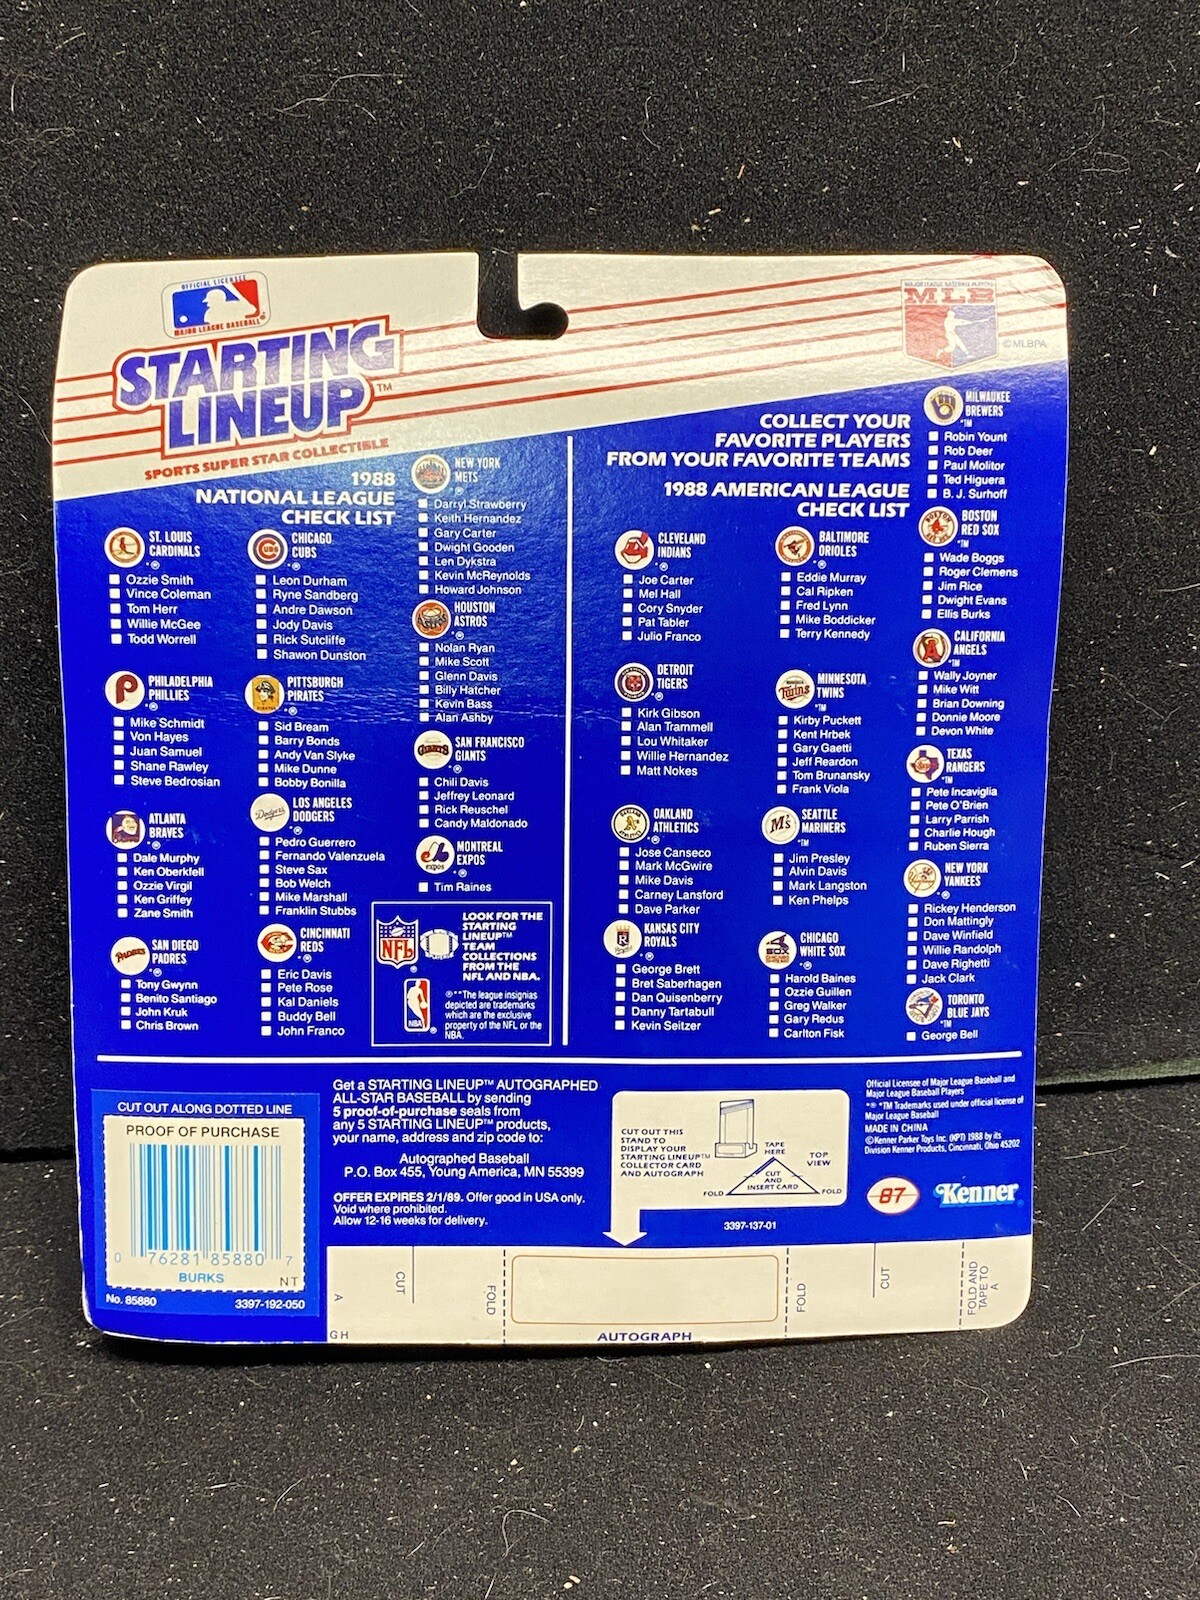 OFFICIAL LICENSEE
MAJOR LEAGUE BASEBALL
STARTING
LINEUP™
SPORTS SUPER STAR COLLECTIBLE
MAJOR LEAGUE BASEBALL PLAYERS
MLB
©MLBPA
1988
NATIONAL LEAGUE
CHECK LIST
ST. LOUIS
CARDINALS
Ozzie Smith
Vince Coleman
Tom Herr
Willie McGee
Todd Worrell
PHILADELPHIA
PHILLIES
Mike Schmidt
Von Hayes
Juan Samuel
Shane Rawley
Steve Bedrosian
ATLANTA
BRAVES
Dale Murphy
Ken Oberkfell
Ozzie Virgil
Ken Griffey
Zane Smith
PADRES
SAN DIEGO
PADRES
Tony Gwynn
Benito Santiago
John Kruk
Chris Brown
CUBS
CHICAGO
CUBS
Leon Durham
Ryne Sandberg
Andre Dawson
Jody Davis
Rick Sutcliffe
Shawon Dunston
PITTSBURGH
PIRATES
Sid Bream
Barry Bonds
Andy Van Slyke
Mike Dunne
Bobby Bonilla
Dodgers
LOS ANGELES
DODGERS
Pedro Guerrero
Fernando Valenzuela
Steve Sax
Bob Welch
Mike Marshall
Franklin Stubbs
CINCINNATI
REDS
Eric Davis
Pete Rose
Kal Daniels
Buddy Bell
John Franco
NEW YORK
METS
Darryl Strawberry
Keith Hernandez
Gary Carter
Dwight Gooden
Len Dykstra
Kevin McReynolds
Howard Johnson
Astros
HOUSTON
ASTROS
Nolan Ryan
Mike Scott
Glenn Davis
Billy Hatcher
Kevin Bass
Alan Ashby
GIANTS
SAN FRANCISCO
GIANTS
Chili Davis
Jeffrey Leonard
Rick Reuschel
Candy Maldonado
expos
MONTREAL
EXPOS
Tim Raines
NFL
PLAYERS
NBA
LOOK FOR THE
STARTING
LINEUP™
TEAM
COLLECTIONS
FROM THE
NFL AND NBA.
®™The league insignias
depicted are trademarks
which are the exclusive
property of the NFL or the
NBA.
COLLECT YOUR
FAVORITE PLAYERS
FROM YOUR FAVORITE TEAMS
1988 AMERICAN LEAGUE
CHECK LIST
CLEVELAND
INDIANS
Joe Carter
Mel Hall
Cory Snyder
Pat Tabler
Julio Franco
DETROIT
TIGERS
Kirk Gibson
Alan Trammell
Lou Whitaker
Willie Hernandez
Matt Nokes
OAKLAND
ATHLETICS
Jose Canseco
Mark McGwire
Mike Davis
Carney Lansford
Dave Parker
KANSAS CITY
ROYALS
George Brett
Bret Saberhagen
Dan Quisenberry
Danny Tartabull
Kevin Seitzer
BALTIMORE
ORIOLES
Eddie Murray
Cal Ripken
Fred Lynn
Mike Boddicker
Terry Kennedy
Twins
MINNESOTA
TWINS
Kirby Puckett
Kent Hrbek
Gary Gaetti
Jeff Reardon
Tom Brunansky
Frank Viola
M's
SEATTLE
MARINERS
Jim Presley
Alvin Davis
Mark Langston
Ken Phelps
SOX
CHICAGO
WHITE SOX
Harold Baines
Ozzie Guillen
Greg Walker
Gary Redus
Carlton Fisk
MILWAUKEE
BREWERS
Robin Yount
Rob Deer
Paul Molitor
Ted Higuera
B. J. Surhoff
BOSTON
RED SOX
Wade Boggs
Roger Clemens
Jim Rice
Dwight Evans
Ellis Burks
CALIFORNIA
ANGELS
Wally Joyner
Mike Witt
Brian Downing
Donnie Moore
Devon White
TEXAS
RANGERS
Pete Incaviglia
Pete O'Brien
Larry Parrish
Charlie Hough
Ruben Sierra
NEW YORK
YANKEES
Rickey Henderson
Don Mattingly
Dave Winfield
Willie Randolph
Dave Righetti
Jack Clark
TORONTO
BLUE JAYS
George Bell
CUT OUT ALONG DOTTED LINE
PROOF OF PURCHASE
0 76281 85880 7
BURKS
NT
No. 85880
3397-192-050
Get a STARTING LINEUP™ AUTOGRAPHED
ALL-STAR BASEBALL by sending
5 proof-of-purchase seals from
any 5 STARTING LINEUP™ products,
your name, address and zip code to:
Autographed Baseball
P.O. Box 455, Young America, MN 55399
OFFER EXPIRES 2/1/89. Offer good in USA only.
Void where prohibited.
Allow 12-16 weeks for delivery.
CUT OUT THIS
STAND TO
DISPLAY YOUR
STARTING LINEUP™
COLLECTOR CARD
AND AUTOGRAPH
TAPE
HERE
TOP
VIEW
CUT
AND
INSERT CARD
FOLD
FOLD
3397-137-01
Official Licensee of Major League Baseball and
Major League Baseball Players
*® *TM Trademarks used under official license of
Major League Baseball
MADE IN CHINA
©Kenner Parker Toys Inc. (KPT) 1988 by its
Division Kenner Products, Cincinnati, Ohio 45202
87
Kenner
A
CUT
FOLD
FOLD
CUT
FOLD AND
TAPE TO
A
GH
AUTOGRAPH